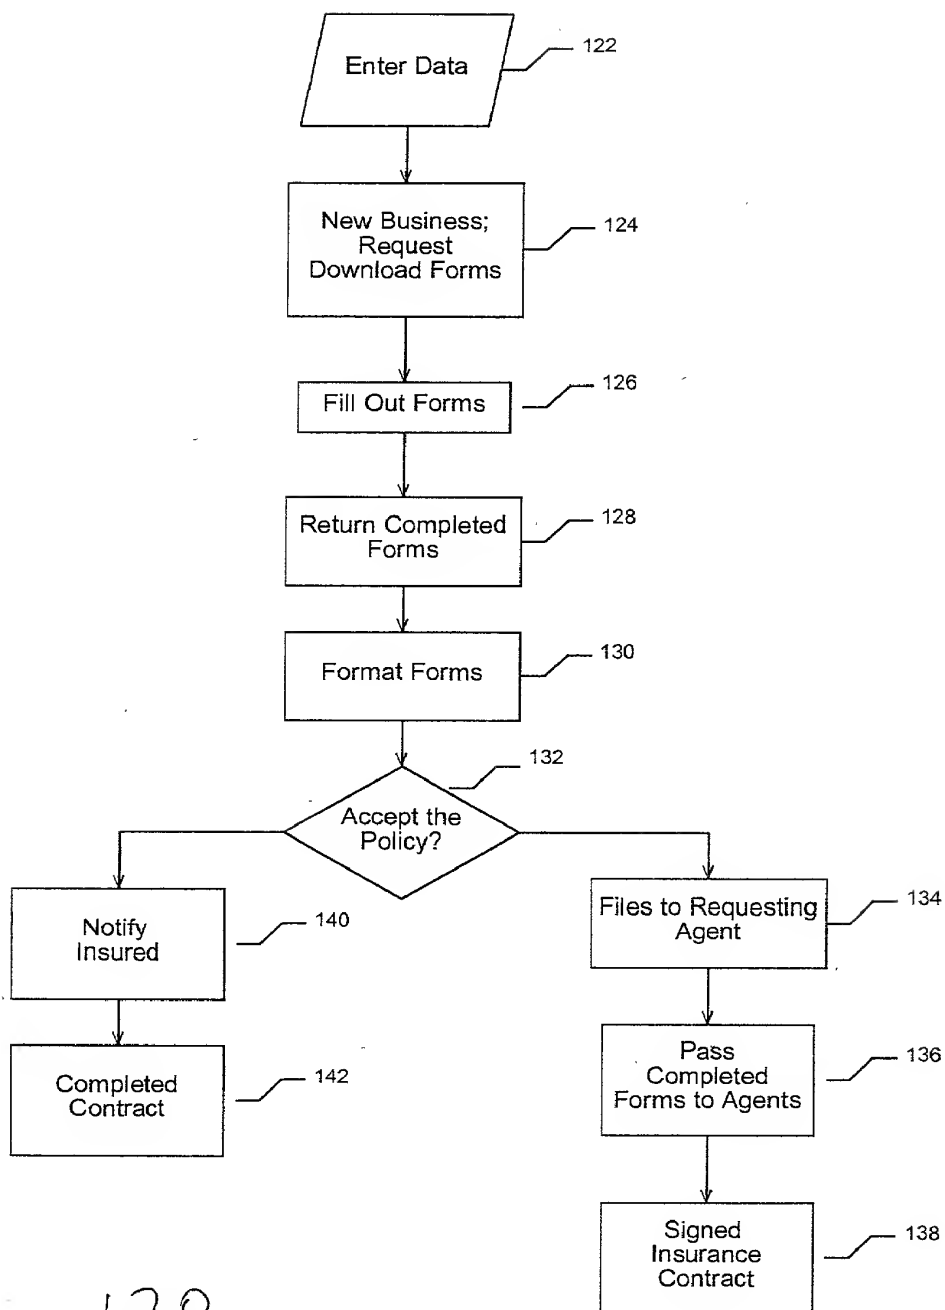 Enter Data
122
New Business;
Request
Download Forms
124
Fill Out Forms
126
Return Completed
Forms
128
Format Forms
130
Accept the
Policy?
132
Notify
Insured
140
Completed
Contract
142
Files to Requesting
Agent
134
Pass
Completed
Forms to Agents
136
Signed
Insurance
Contract
138